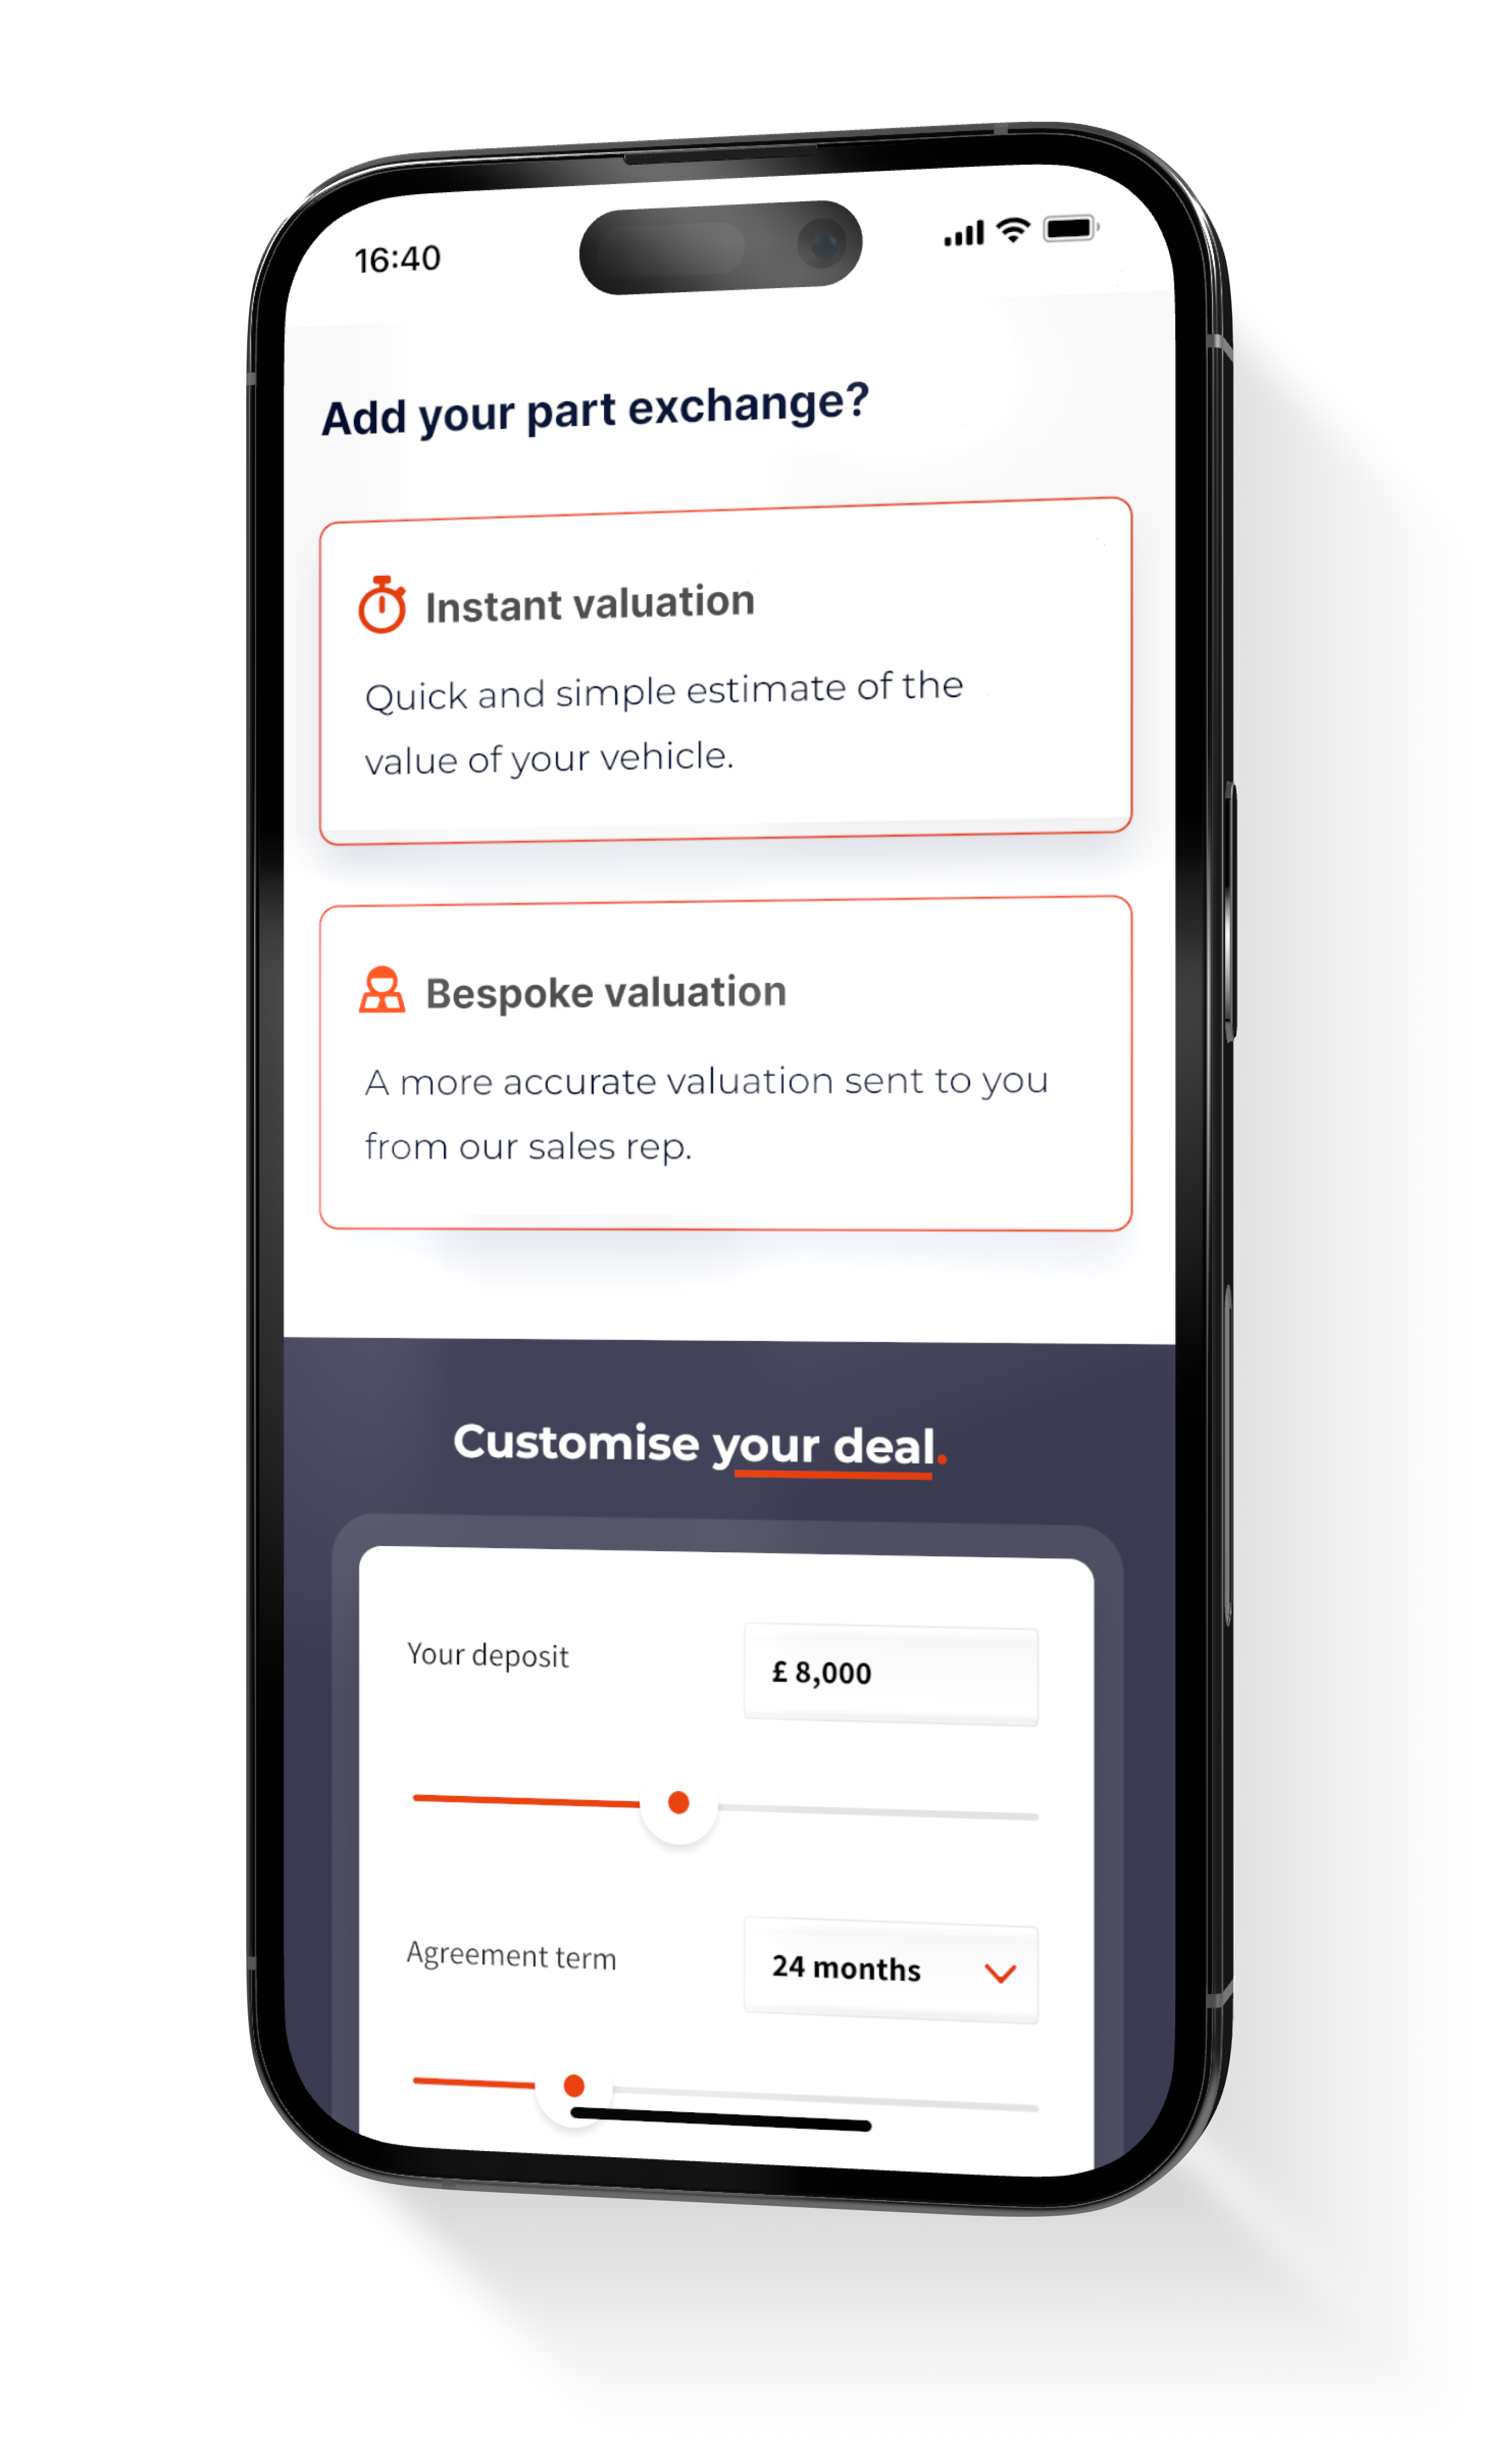 16:40
Add your part exchange?
Instant valuation
Quick and simple estimate of the
value of your vehicle.
Bespoke valuation
A more accurate valuation sent to you
from our sales rep.
Customise your deal.
Your deposit
£ 8,000
Agreement term
24 months